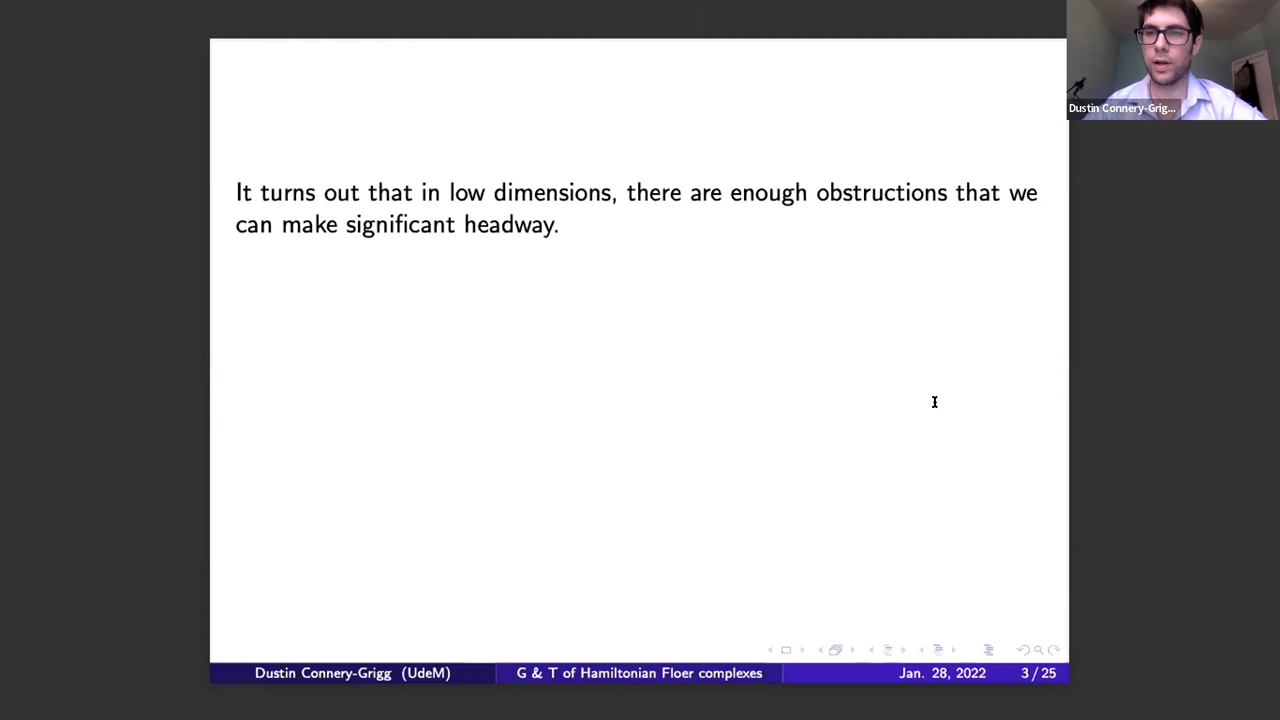 Dustin Connery-Grig...
It turns out that in low dimensions, there are enough obstructions that we
can make significant headway.
Dustin Connery-Grigg (UdeM) G & T of Hamiltonian Floer complexes Jan. 28, 2022 3 / 25